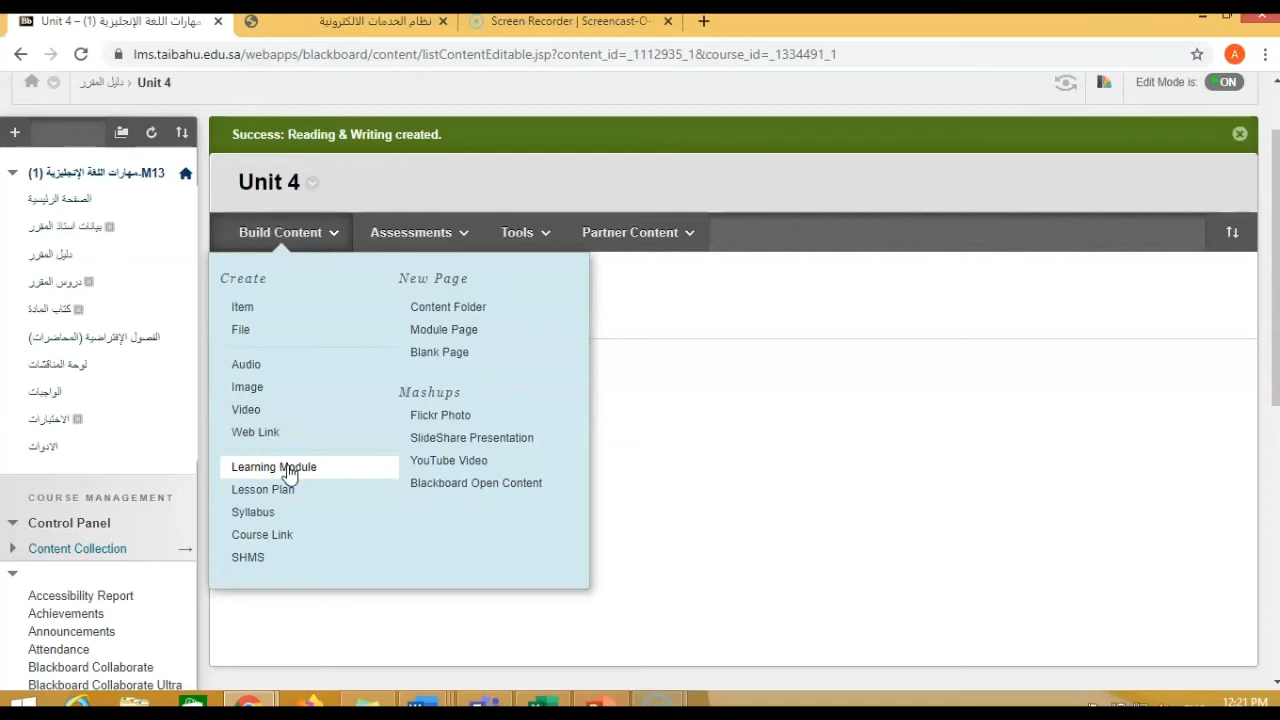 Unit 4 – (1) مهارات اللغة الإنجليزية
نظام الخدمات الالكترونية
Screen Recorder | Screencast-O-
lms.taibahu.edu.sa/webapps/blackboard/content/listContentEditable.jsp?content_id=_1112935_1&course_id=_1334491_1
A
دليل المقرر
Unit 4
Edit Mode is:
ON
Success: Reading & Writing created.
M13.مهارات اللغة الإنجليزية (1)
الصفحة الرئيسية
بيانات استاذ المقرر
دليل المقرر
دروس المقرر
كتاب المادة
الفصول الإفتراضية (المحاضرات)
لوحة المناقشات
الواجبات
الاختبارات
الادوات
COURSE MANAGEMENT
Control Panel
Content Collection
Accessibility Report
Achievements
Announcements
Attendance
Blackboard Collaborate
Blackboard Collaborate Ultra
Unit 4
Build Content
Assessments
Tools
Partner Content
Create
Item
File
Audio
Image
Video
Web Link
Learning Module
Lesson Plan
Syllabus
Course Link
SHMS
New Page
Content Folder
Module Page
Blank Page
Mashups
Flickr Photo
SlideShare Presentation
YouTube Video
Blackboard Open Content
12:21 PM